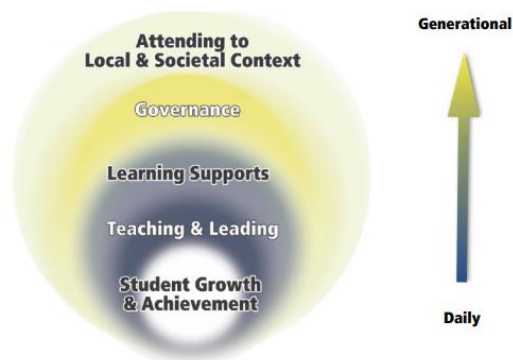 Attending to
Local & Societal Context
Governance
Learning Supports
Teaching & Leading
Student Growth
& Achievement
Generational
Daily